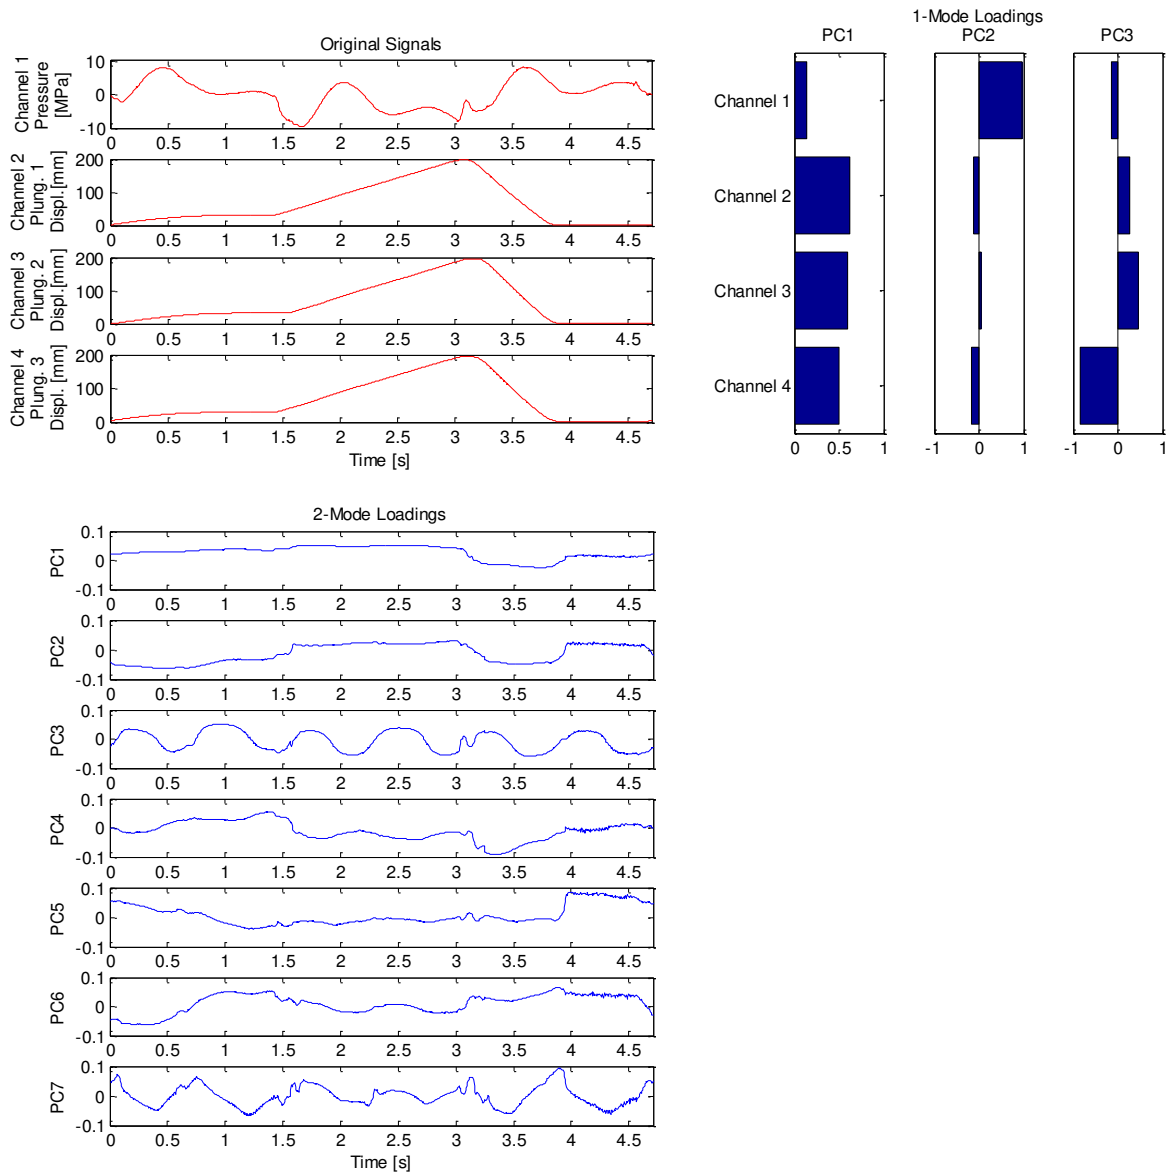 Original Signals
Channel 1
Pressure
[MPa]
10
0
-10
0 0.5 1 1.5 2 2.5 3 3.5 4 4.5
Channel 2
Plung. 1
Displ.[mm]
200
100
0
0 0.5 1 1.5 2 2.5 3 3.5 4 4.5
Channel 3
Plung. 2
Displ.[mm]
200
100
0
0 0.5 1 1.5 2 2.5 3 3.5 4 4.5
Channel 4
Plung. 3
Displ. [mm]
200
100
0
0 0.5 1 1.5 2 2.5 3 3.5 4 4.5
Time [s]
1-Mode Loadings
PC1 PC2 PC3
Channel 1
Channel 2
Channel 3
Channel 4
0 0.5 1 -1 0 1 -1 0 1
2-Mode Loadings
PC1
0.1
0
-0.1
0 0.5 1 1.5 2 2.5 3 3.5 4 4.5
PC2
0.1
0
-0.1
0 0.5 1 1.5 2 2.5 3 3.5 4 4.5
PC3
0.1
0
-0.1
0 0.5 1 1.5 2 2.5 3 3.5 4 4.5
PC4
0.1
0
-0.1
0 0.5 1 1.5 2 2.5 3 3.5 4 4.5
PC5
0.1
0
-0.1
0 0.5 1 1.5 2 2.5 3 3.5 4 4.5
PC6
0.1
0
-0.1
0 0.5 1 1.5 2 2.5 3 3.5 4 4.5
PC7
0.1
0
-0.1
0 0.5 1 1.5 2 2.5 3 3.5 4 4.5
Time [s]